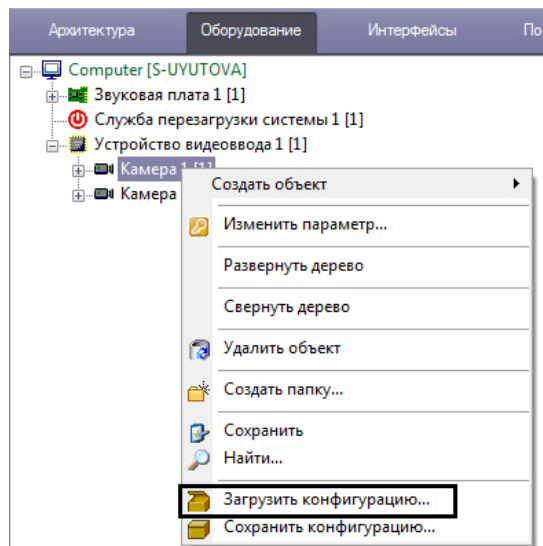 Архитектура Оборудование Интерфейсы По
Computer [S-UYUTOVA]
Звуковая плата 1 [1]
Служба перезагрузки системы 1 [1]
Устройство видеоввода 1 [1]
Камера 1 [1]
Камера
Создать объект
Изменить параметр...
Развернуть дерево
Свернуть дерево
Удалить объект
Создать папку...
Сохранить
Найти...
Загрузить конфигурацию...
Сохранить конфигурацию...